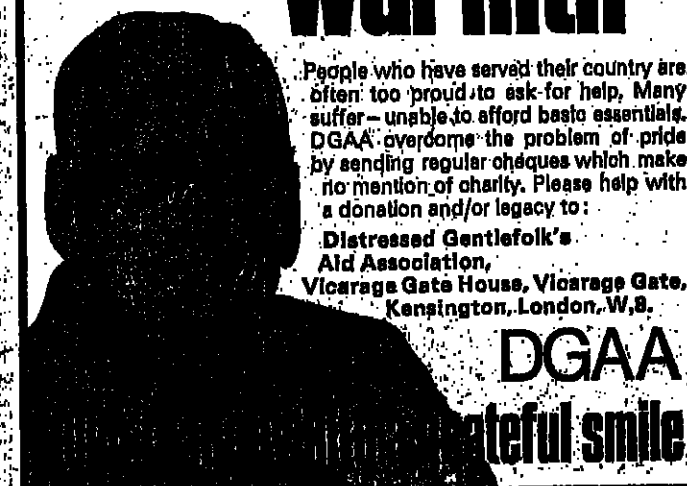 People who have served their country are
often too proud to ask for help. Many
suffer – unable to afford basic essentials.
DGAA overcome the problem of pride
by sending regular cheques which make
no mention of charity. Please help with
a donation and/or legacy to:
Distressed Gentlefolk's
Aid Association,
Vicarage Gate House, Vicarage Gate,
Kensington, London, W.8.
DGAA
smile